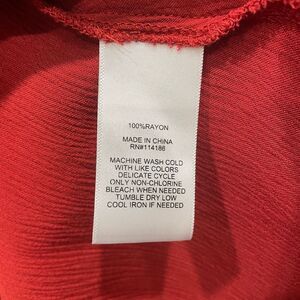 100%RAYON
MADE IN CHINA
RN#114186
MACHINE WASH COLD
WITH LIKE COLORS
DELICATE CYCLE
ONLY NON-CHLORINE
BLEACH WHEN NEEDED
TUMBLE DRY LOW
COOL IRON IF NEEDED